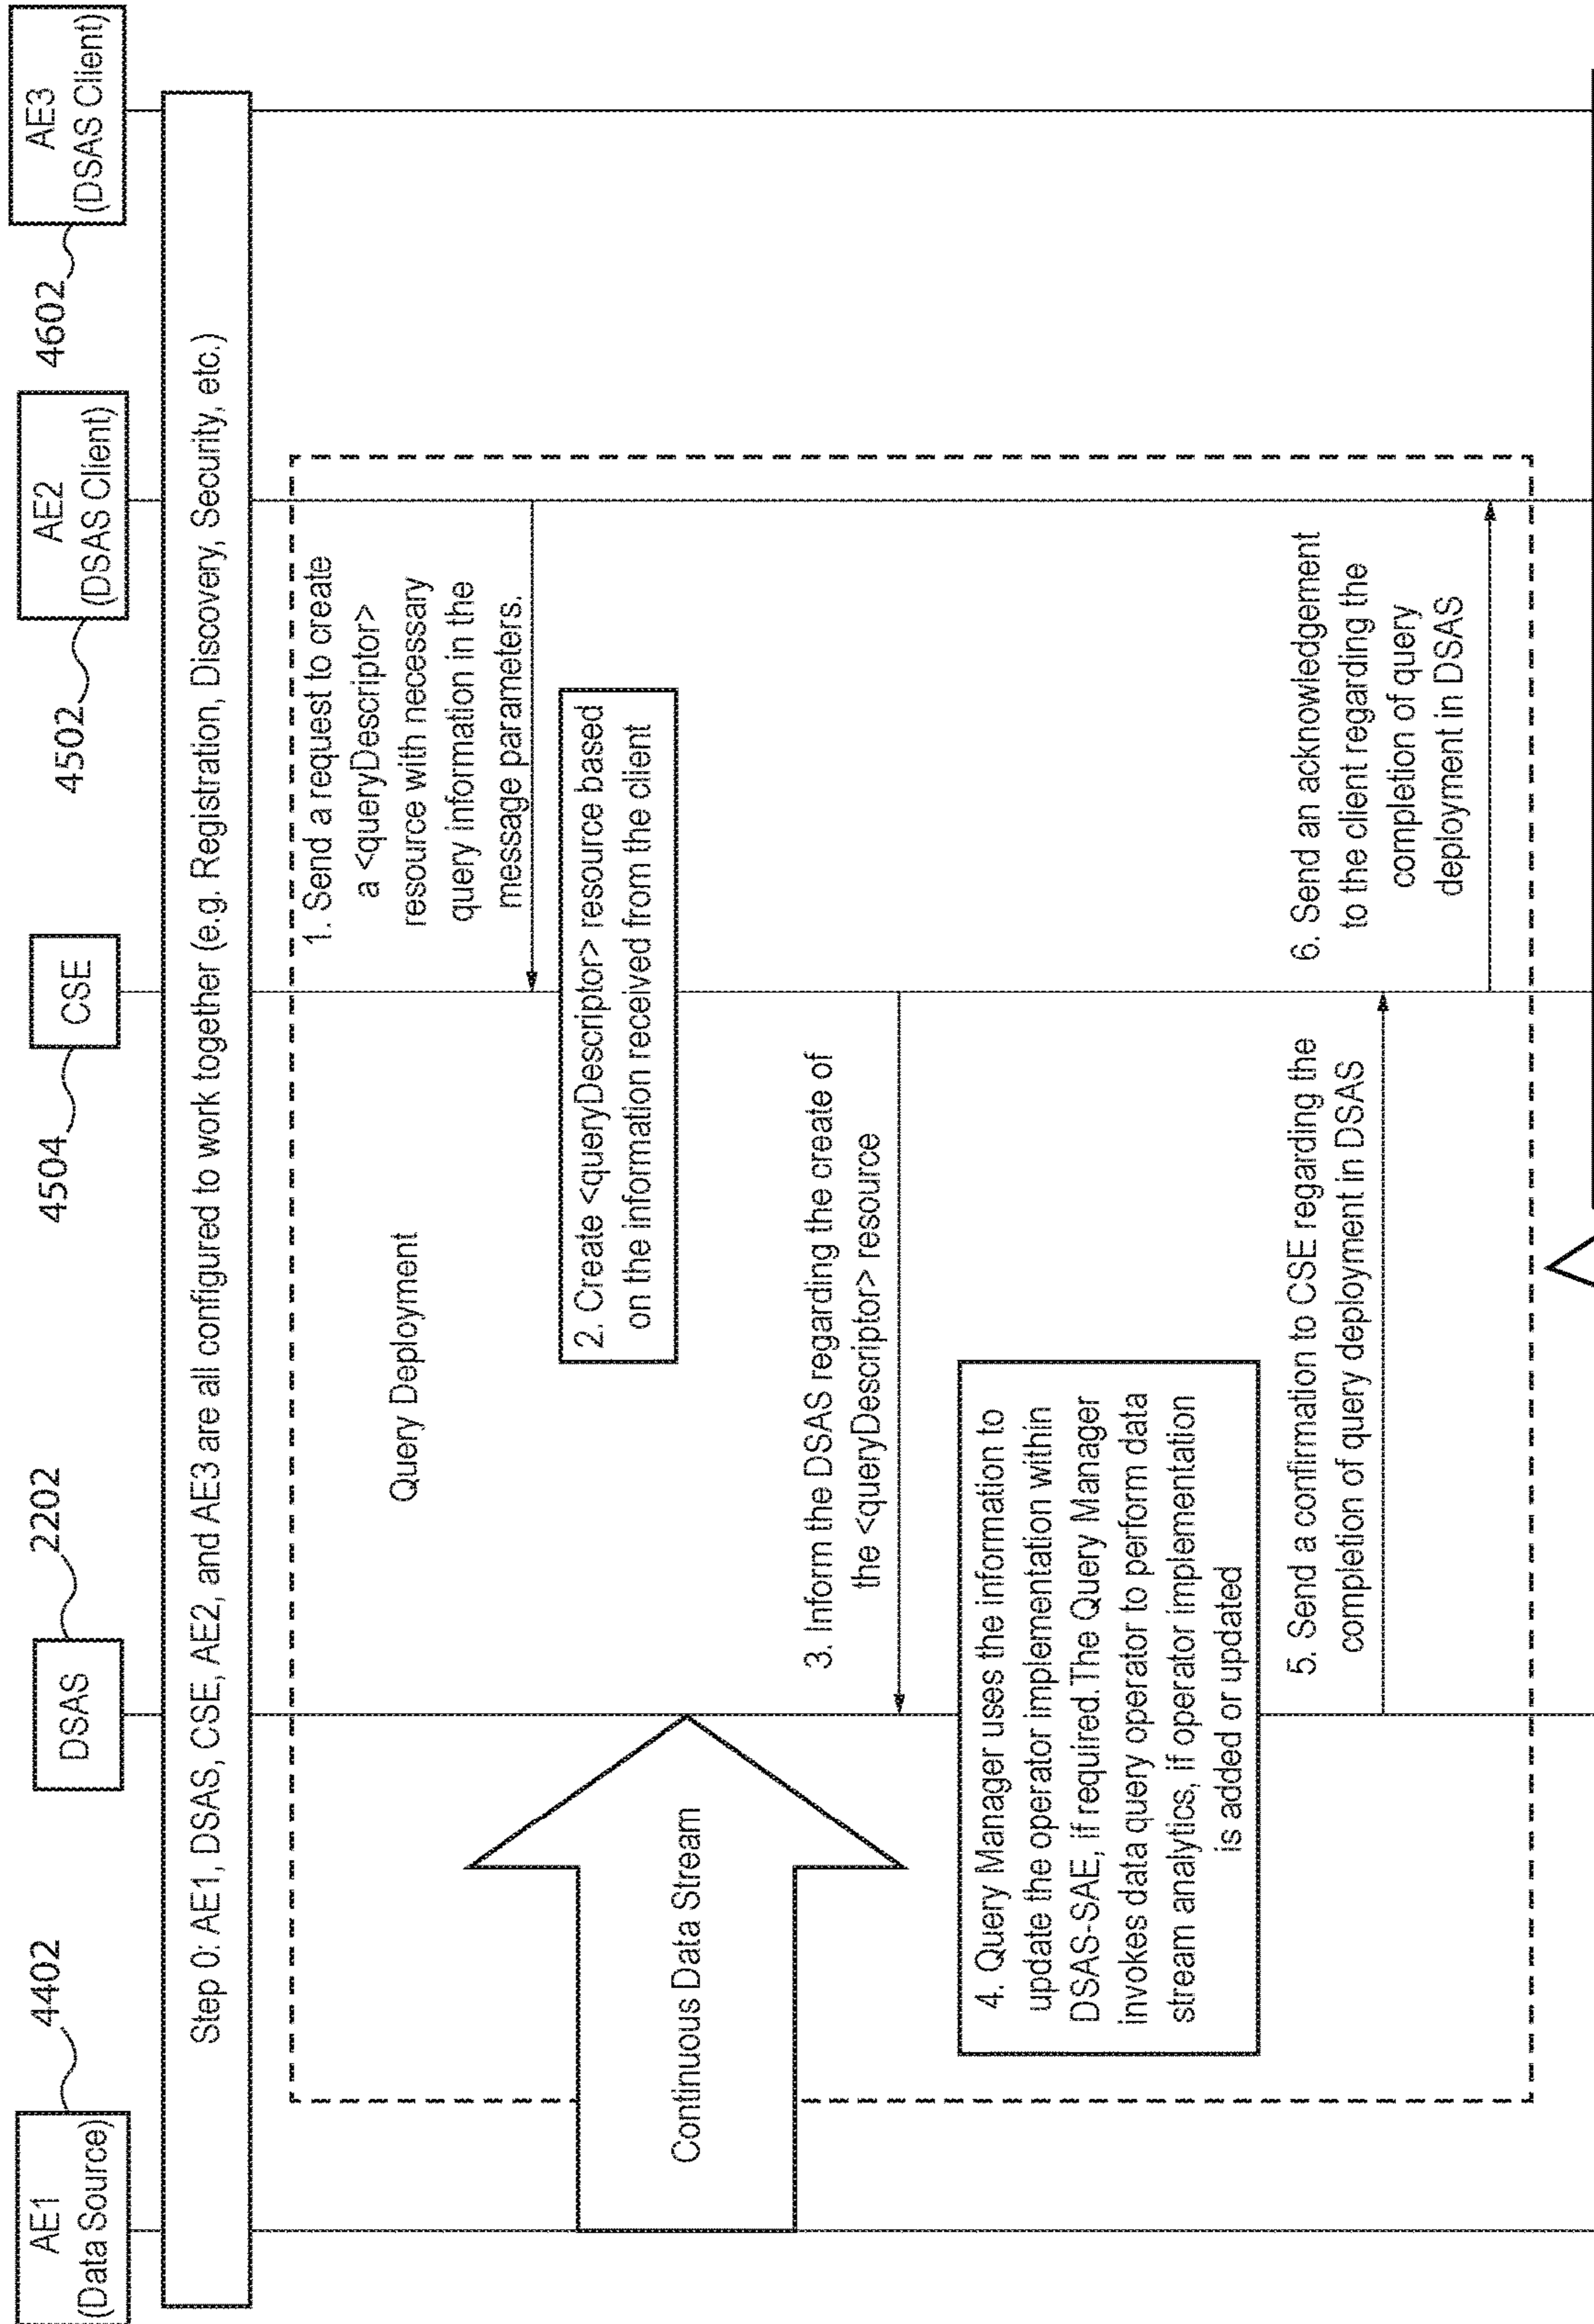 AE1
(Data Source)
4402
DSAS
2202
CSE
4504
AE2
(DSAS Client)
4502
AE3
(DSAS Client)
4602
Step 0: AE1, DSAS, CSE, AE2, and AE3 are all configured to work together (e.g. Registration, Discovery, Security, etc.)
Query Deployment
1. Send a request to create
a <queryDescriptor>
resource with necessary
query information in the
message parameters.
2. Create <queryDescriptor> resource based
on the information received from the client
Continuous Data Stream
3. Inform the DSAS regarding the create of
the <queryDescriptor> resource
4. Query Manager uses the information to
update the operator implementation within
DSAS-SAE, if required.The Query Manager
invokes data query operator to perform data
stream analytics, if operator implementation
is added or updated
5. Send a confirmation to CSE regarding the
completion of query deployment in DSAS
6. Send an acknowledgement
to the client regarding the
completion of query
deployment in DSAS